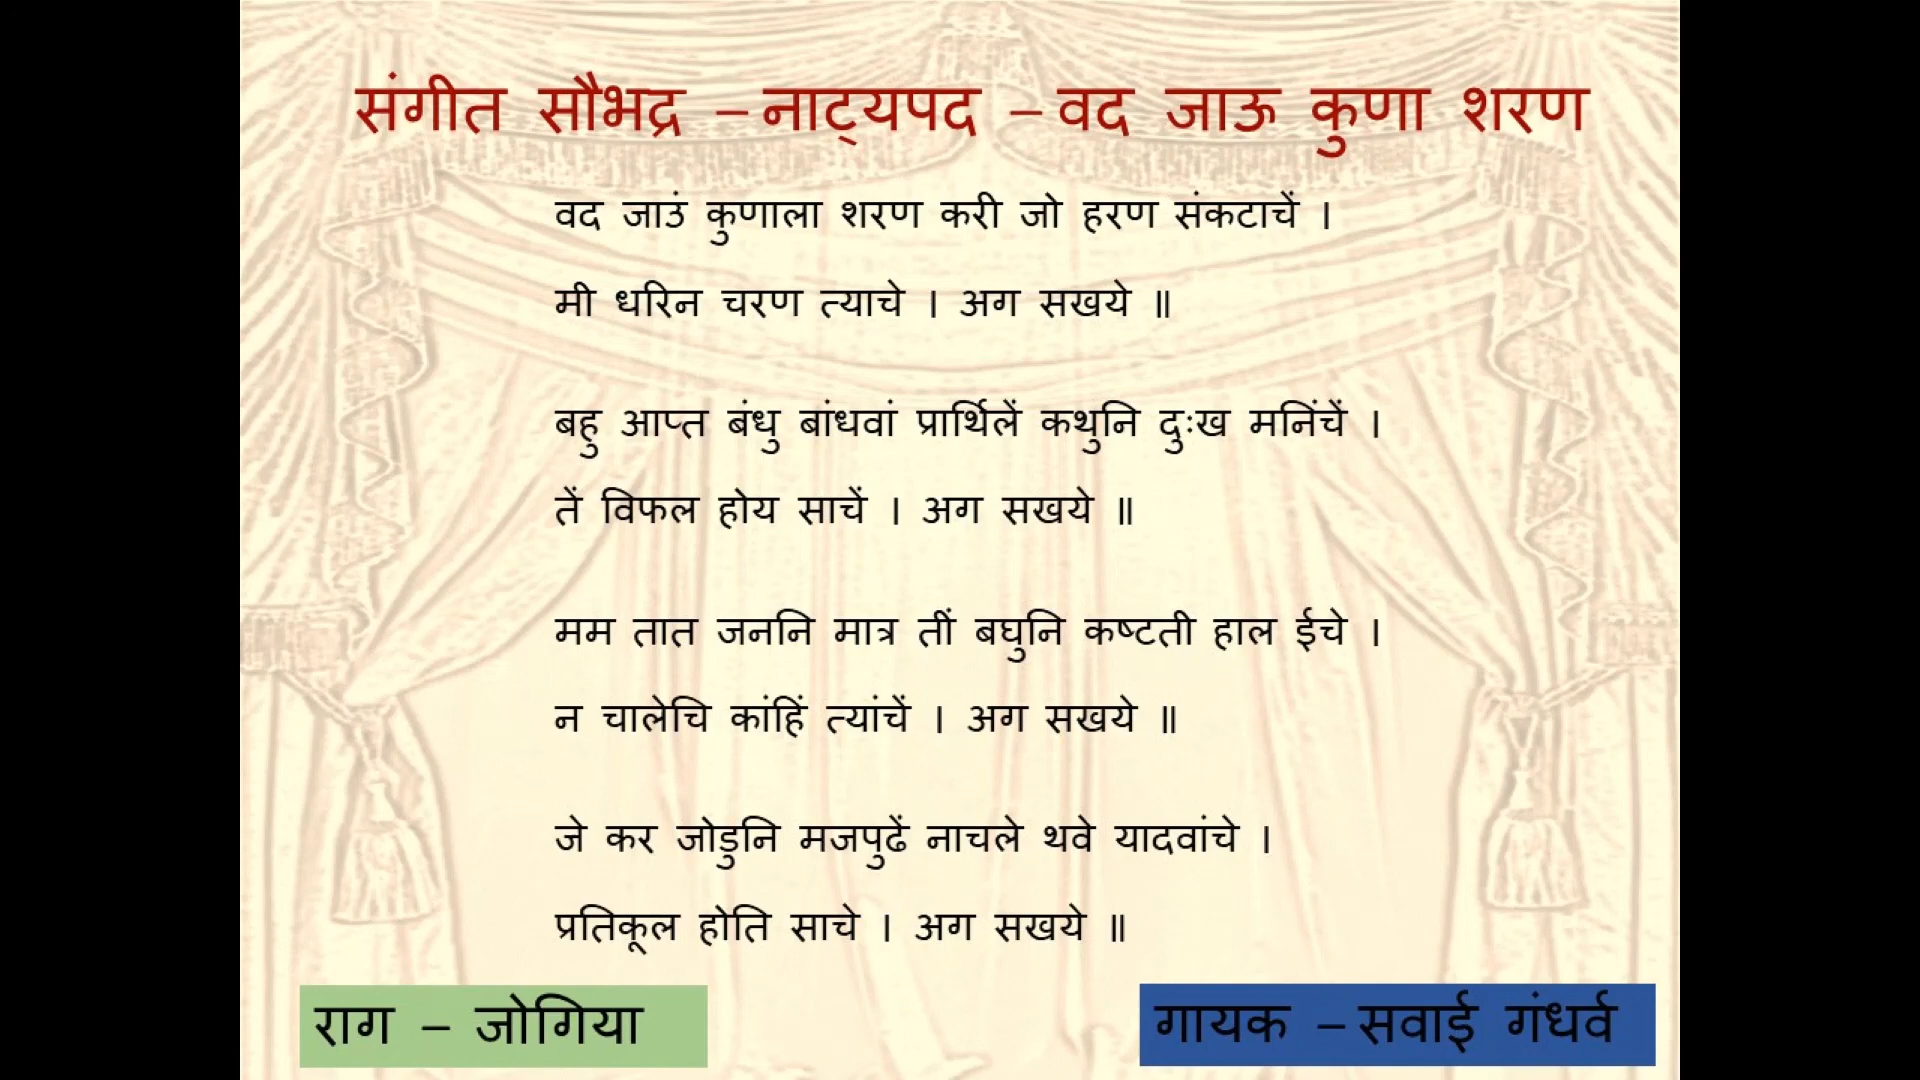 संगीत सौभद्र – नाट्यपद – वद जाऊ कुणा शरण
वद जाउं कुणाला शरण करी जो हरण संकटाचें ।
मी धरिन चरण त्याचे । अग सखये ॥
बहु आप्त बंधु बांधवां प्रार्थिलें कथुनि दुःख मनिंचें ।
तें विफल होय साचें । अग सखये ॥
मम तात जननि मात्र तीं बघुनि कष्टती हाल ईचे ।
न चालेचि कांहिं त्यांचें । अग सखये ॥
जे कर जोडुनि मजपुढें नाचले थवे यादवांचे ।
प्रतिकूल होति साचे । अग सखये ॥
राग – जोगिया
गायक – सवाई गंधर्व